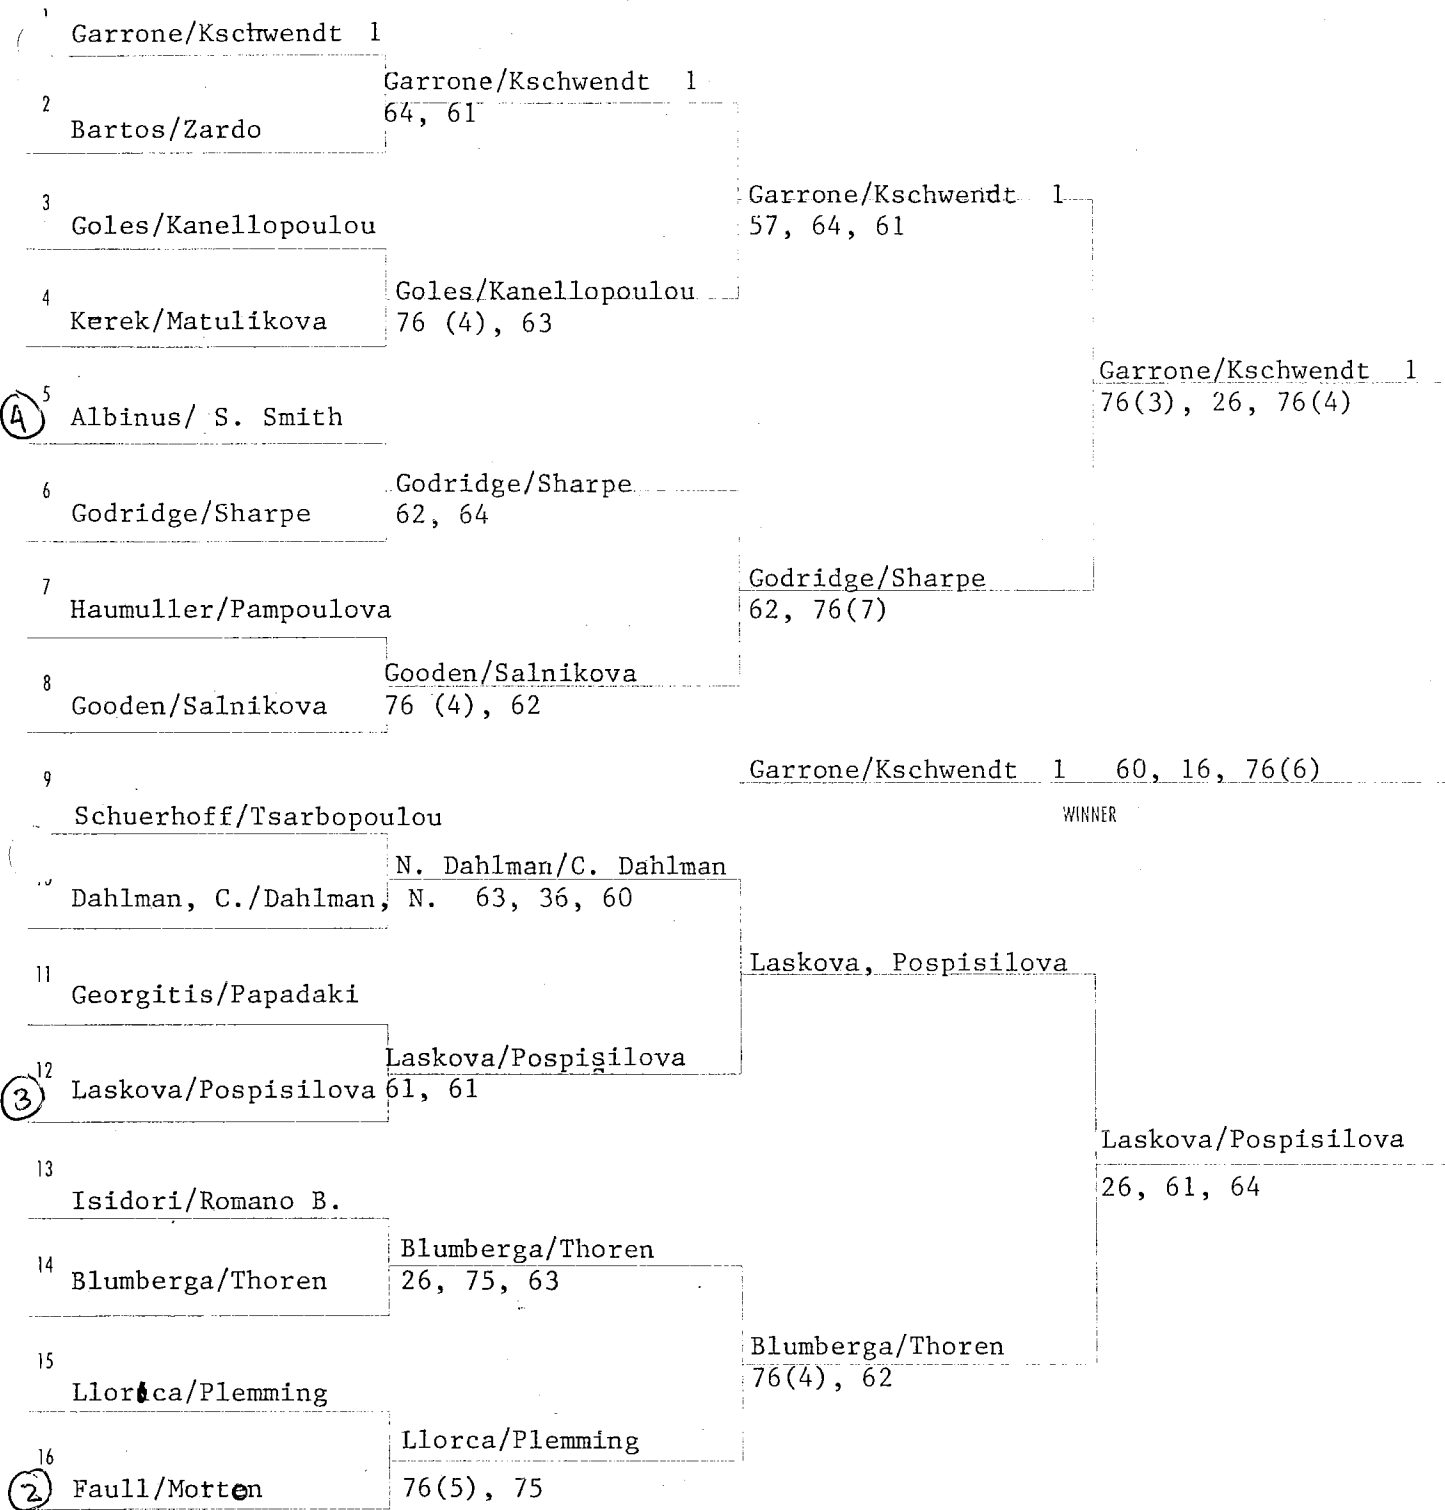 1
Garrone/Kschwendt 1
Garrone/Kschwendt 1
2
64, 61
Bartos/Zardo
Garrone/Kschwendt 1
3
57, 64, 61
Goles/Kanellopoulou
Goles/Kanellopoulou
4
Kerek/Matulikova 76 (4), 63
Garrone/Kschwendt 1
5
76(3), 26, 76(4)
4 Albinus/ S. Smith
6
Godridge/Sharpe
Godridge/Sharpe 62, 64
7
Godridge/Sharpe
Haumuller/Pampoulova 62, 76(7)
Gooden/Salnikova
8
Gooden/Salnikova 76 (4), 62
9
Garrone/Kschwendt 1 60, 16, 76(6)
Schuerhoff/Tsarbopoulou
WINNER
N. Dahlman/C. Dahlman
Dahlman, C./Dahlman, N. 63, 36, 60
11
Laskova, Pospisilova
Georgitis/Papadaki
Laskova/Pospisilova
12
3 Laskova/Pospisilova 61, 61
Laskova/Pospisilova
13
26, 61, 64
Isidori/Romano B.
Blumberga/Thoren
14
Blumberga/Thoren 26, 75, 63
Blumberga/Thoren
15
76(4), 62
Llorca/Plemming
Llorca/Plemming
16
2 Faull/Morton 76(5), 75